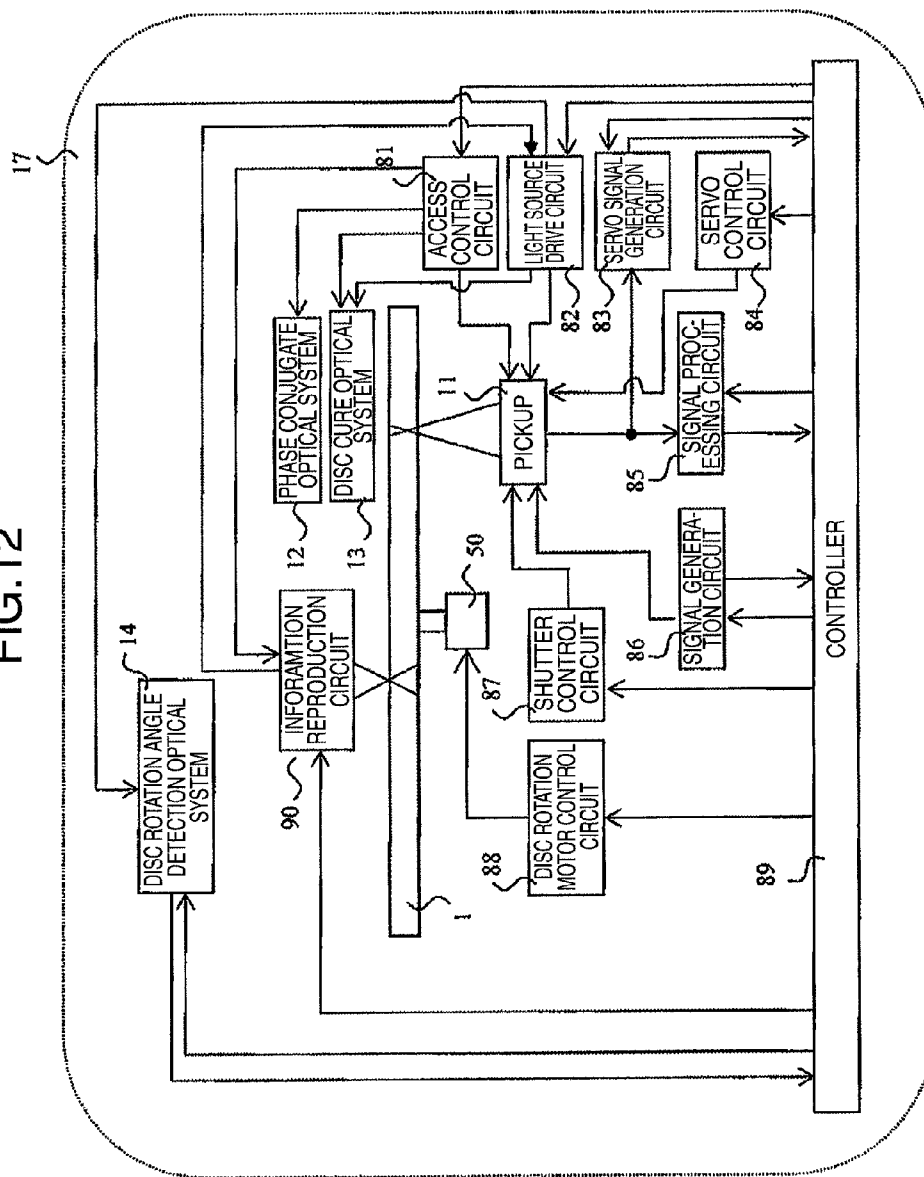 FIG.12
17
14
DISC ROTATION ANGLE
DETECTION OPTICAL
SYSTEM
INFORAMTION
REPRODUCTION
CIRCUIT
90
PHASE CONJUGATE
OPTICAL SYSTEM
12
DISC CURE OPTICAL
SYSTEM
13
81
ACCESS
CONTROL
CIRCUIT
LIGHT SOURCE
DRIVE CIRCUIT
82
SERVO SIGNAL
GENERATION
CIRCUIT
83
SERVO
CONTROL
CIRCUIT
84
1
50
11
PICKUP
SIGNAL PROC-
ESSING CIRCUIT
85
SIGNAL GENERA-
TION CIRCUIT
86
SHUTTER
CONTROL
CIRCUIT
87
DISC ROTATION
MOTOR CONTROL
CIRCUIT
88
CONTROLLER
89